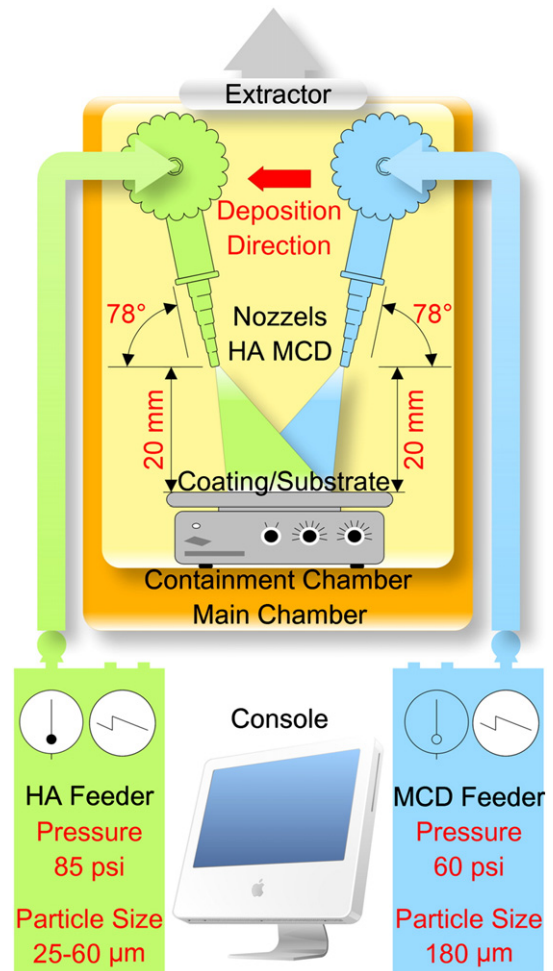 Extractor
Deposition
Direction
78°
78°
Nozzels
HA MCD
20 mm
20 mm
Coating/Substrate
Containment Chamber
Main Chamber
Console
HA Feeder
Pressure
85 psi
Particle Size
25-60 µm
MCD Feeder
Pressure
60 psi
Particle Size
180 µm